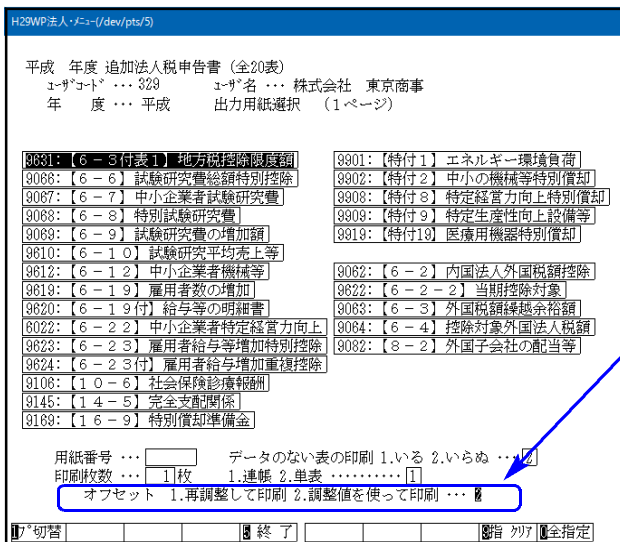 H29WP法人・ﾒﾆｭｰ(/dev/pts/5)
平成　年度 追加法人税申告書 (全20表)
ﾕｰｻﾞｺｰﾄﾞ ･･･ 329　ﾕｰｻﾞ名 ･･･ 株式会社　東京商事
年　度 ･･･ 平成　出力用紙選択　(1ページ)
9631:【６－３付表１】地方税控除限度額　9901:【特付１】エネルギー環境負荷
9066:【６－６】試験研究費総額特別控除　9902:【特付２】中小の機械等特別償却
9067:【６－７】中小企業者試験研究費　9908:【特付８】特定経営力向上特別償却
9068:【６－８】特別試験研究費　9909:【特付９】特定生産性向上設備等
9069:【６－９】試験研究費の増加額　9919:【特付19】医療用機器特別償却
9610:【６－１０】試験研究平均売上等
9612:【６－１２】中小企業者機械等　9062:【６－２】内国法人外国税額控除
9619:【６－１９】雇用者数の増加　9622:【６－２－２】当期控除対象
9620:【６－１９付】給与等の明細書　9063:【６－３】外国税額繰越余裕額
6022:【６－２２】中小企業者特定経営力向上　9064:【６－４】控除対象外国法人税額
9623:【６－２３】雇用者給与等増加特別控除　9082:【８－２】外国子会社の配当等
9624:【６－２３付】雇用者給与増加重複控除
9106:【１０－６】社会保険診療報酬
9145:【１４－５】完全支配関係
9169:【１６－９】特別償却準備金
用紙番号 ･･･　データのない表の印刷 1.いる 2.いらぬ ･･･ 2
印刷枚数 ･･･ 1 枚　1.連帳 2.単表 ･･････････ 1
オフセット　1.再調整して印刷 2.調整値を使って印刷 ･･･ 2
1ﾌﾟ切替　5 終 了　9指 ｸﾘｱ 0全指定